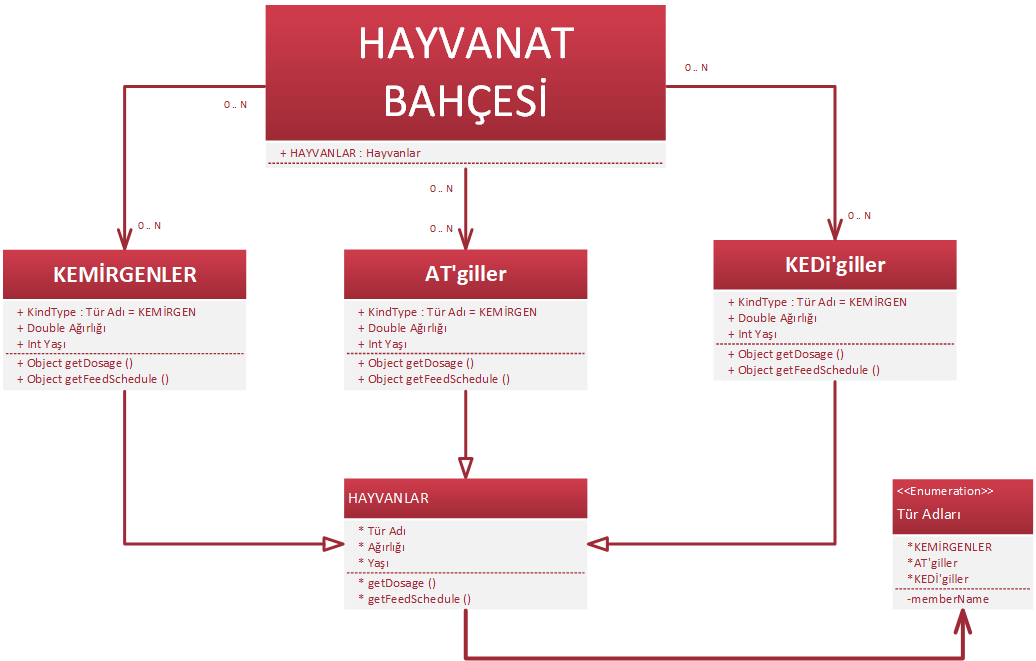 HAYVANAT
BAHÇESİ
+ HAYVANLAR : Hayvanlar
0.. N
0.. N
0.. N
0.. N
0.. N
0.. N
KEMİRGENLER
+ KindType : Tür Adı = KEMİRGEN
+ Double Ağırlığı
+ Int Yaşı
+ Object getDosage ()
+ Object getFeedSchedule ()
AT'giller
+ KindType : Tür Adı = KEMİRGEN
+ Double Ağırlığı
+ Int Yaşı
+ Object getDosage ()
+ Object getFeedSchedule ()
KEDi'giller
+ KindType : Tür Adı = KEMİRGEN
+ Double Ağırlığı
+ Int Yaşı
+ Object getDosage ()
+ Object getFeedSchedule ()
HAYVANLAR
* Tür Adı
* Ağırlığı
* Yaşı
* getDosage ()
* getFeedSchedule ()
<<Enumeration>>
Tür Adları
*KEMİRGENLER
*AT'giller
*KEDİ'giller
-memberName